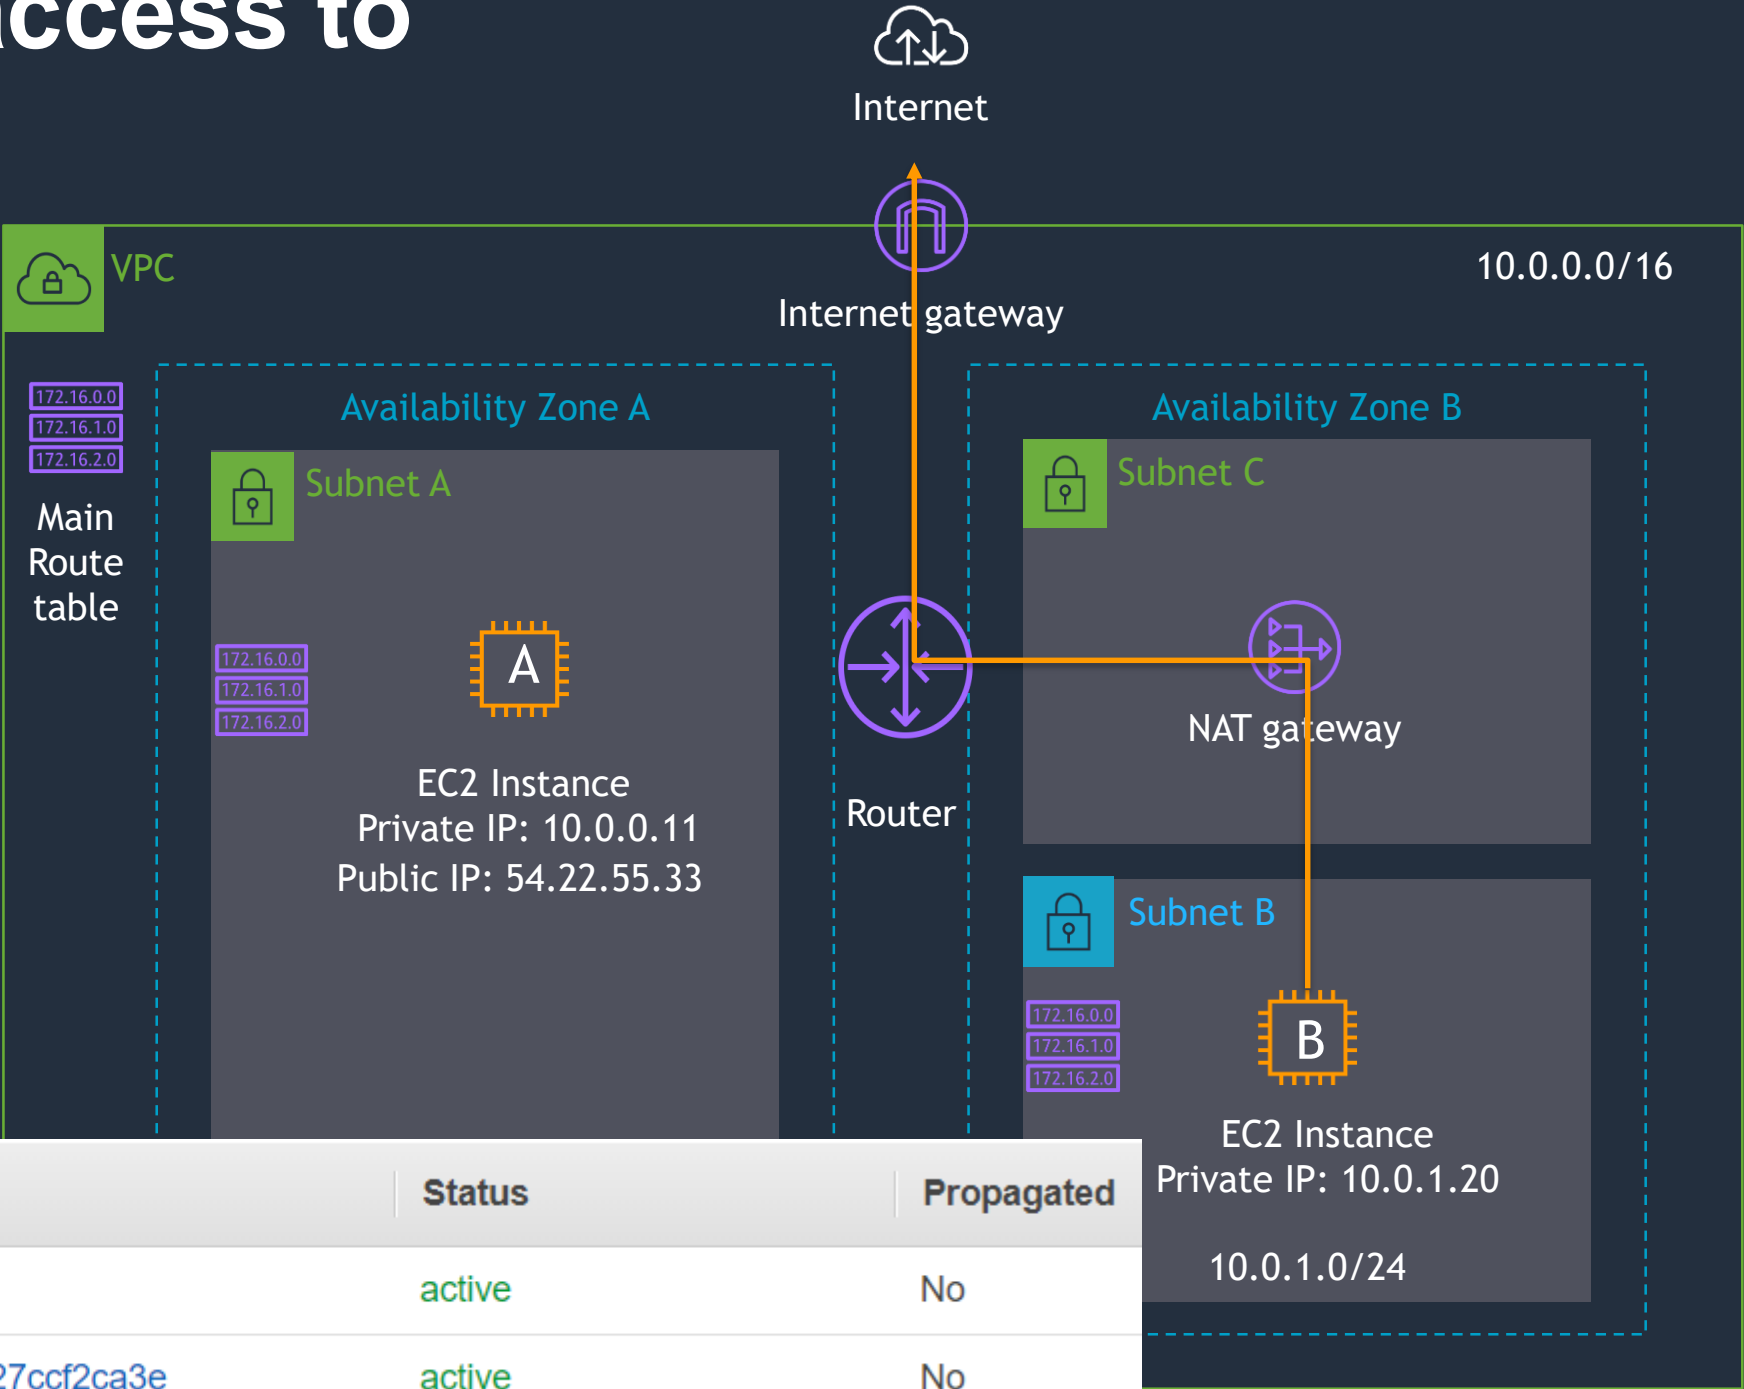 access to
Internet
VPC
10.0.0.0/16
Internet gateway
172.16.0.0
172.16.1.0
172.16.2.0
Main
Route
table
Availability Zone A
Subnet A
172.16.0.0
172.16.1.0
172.16.2.0
A
EC2 Instance
Private IP: 10.0.0.11
Public IP: 54.22.55.33
Router
Availability Zone B
Subnet C
NAT gateway
Subnet B
172.16.0.0
172.16.1.0
172.16.2.0
B
EC2 Instance
Private IP: 10.0.1.20
10.0.1.0/24
Status Propagated
active No
27ccf2ca3e active No